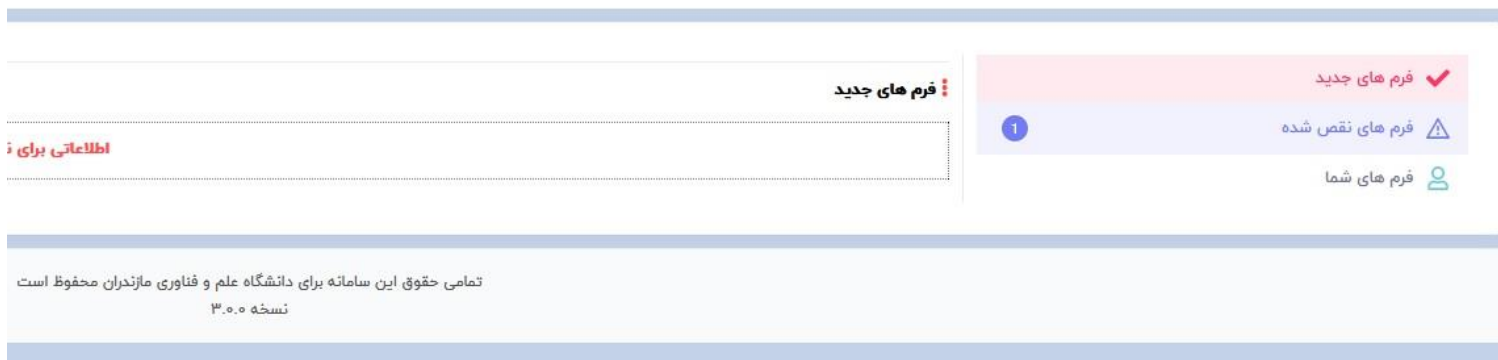 فرم های جدید
فرم های نقص شده
1
فرم های شما
فرم های جدید
اطلاعاتی برای
تمامی حقوق این سامانه برای دانشگاه علم و فناوری مازندران محفوظ است
نسخه ۳.۰.۰